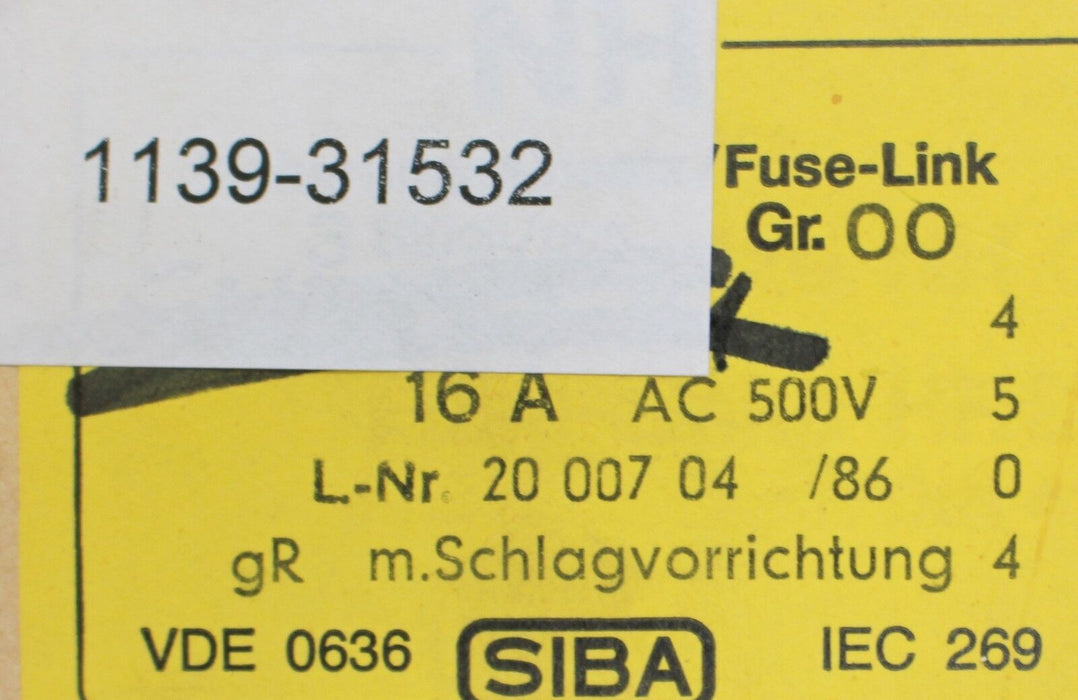 1139-31532
/Fuse-Link
Gr. 00
4
16 A AC 500V 5
L.-Nr. 20 007 04 /86 0
gR m.Schlagvorrichtung 4
VDE 0636 SIBA IEC 269